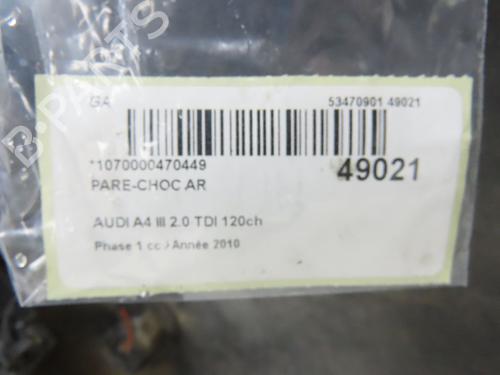 B-PARTS
GA 53470901 49021
*1070000470449 49021
PARE-CHOC AR
AUDI A4 III 2.0 TDI 120ch
Phase 1 cc / Année 2010